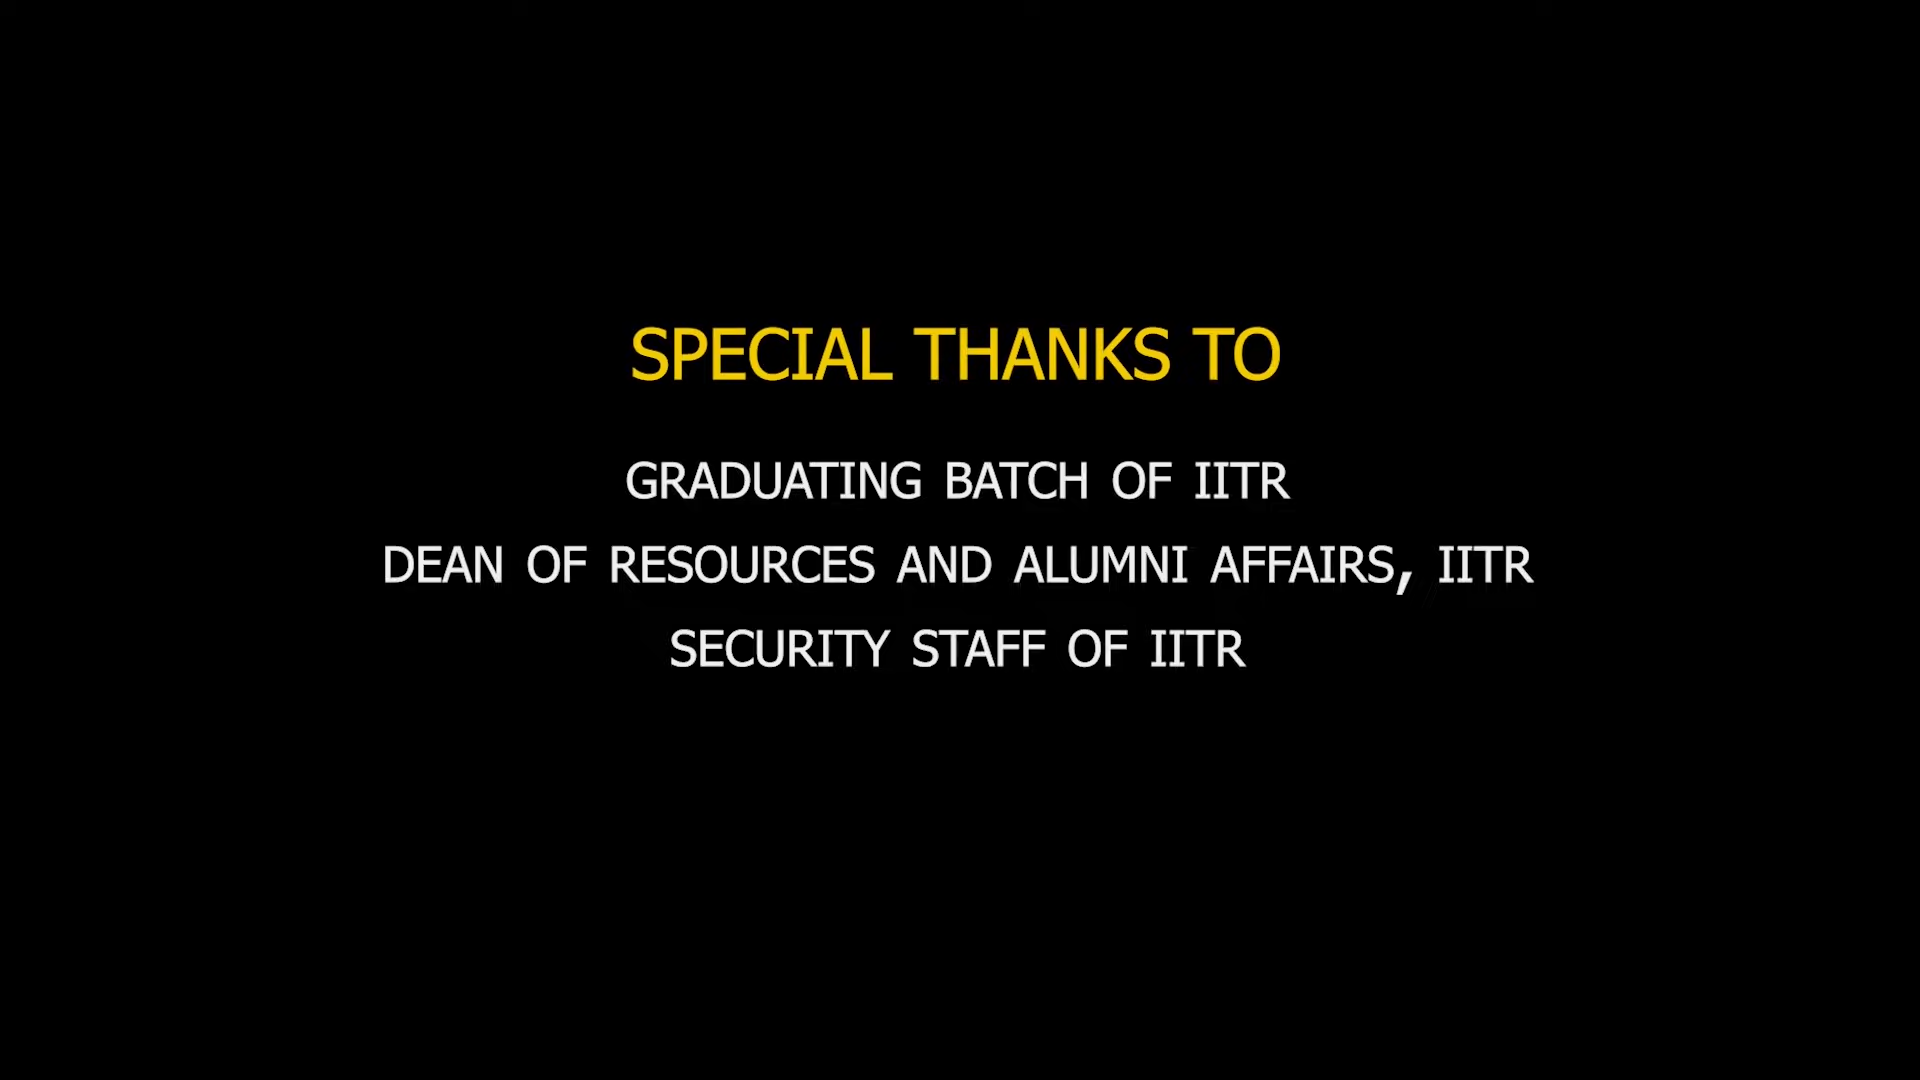 SPECIAL THANKS TO
GRADUATING BATCH OF IITR
DEAN OF RESOURCES AND ALUMNI AFFAIRS, IITR
SECURITY STAFF OF IITR